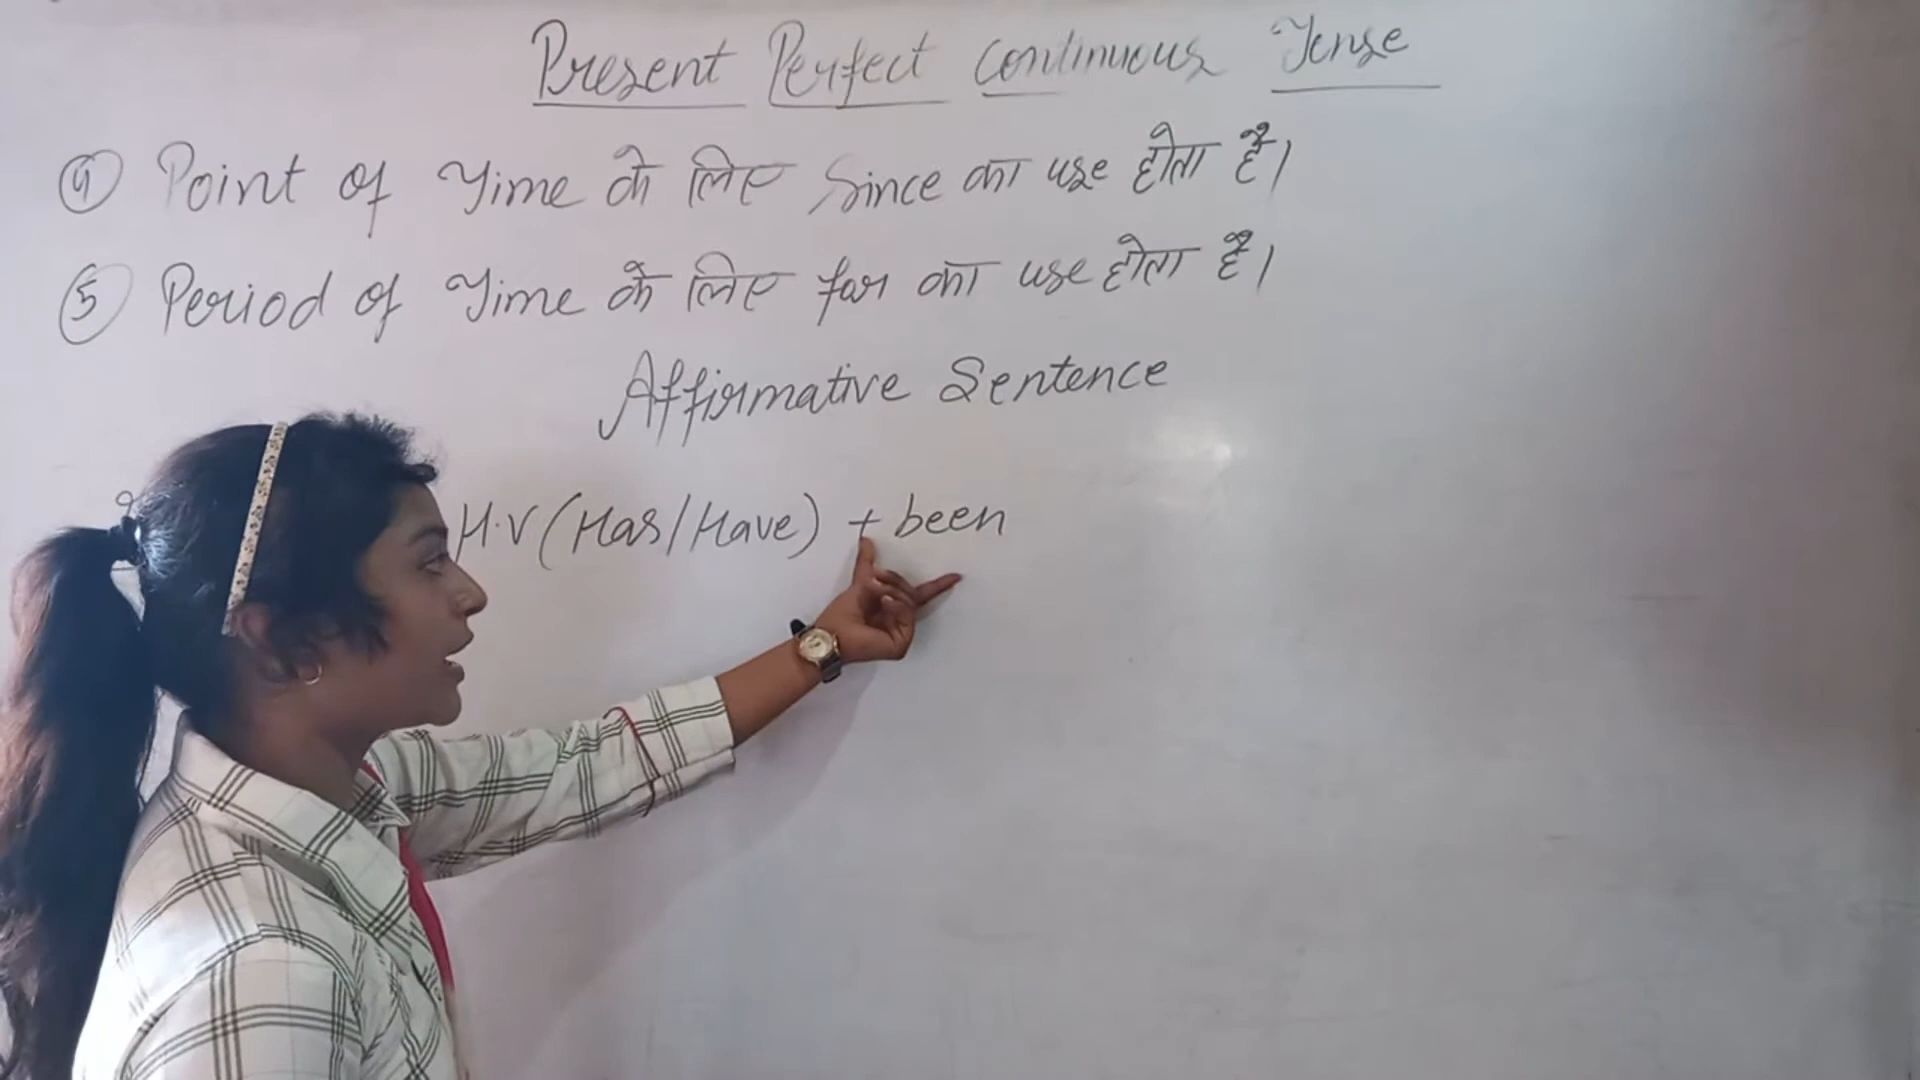 Present Perfect Continuous Tense
④ Point of Time के लिए Since का use होता है।
⑤ Period of Time के लिए for का use होता है।
Affirmative Sentence
H.V (Has/Have) + been